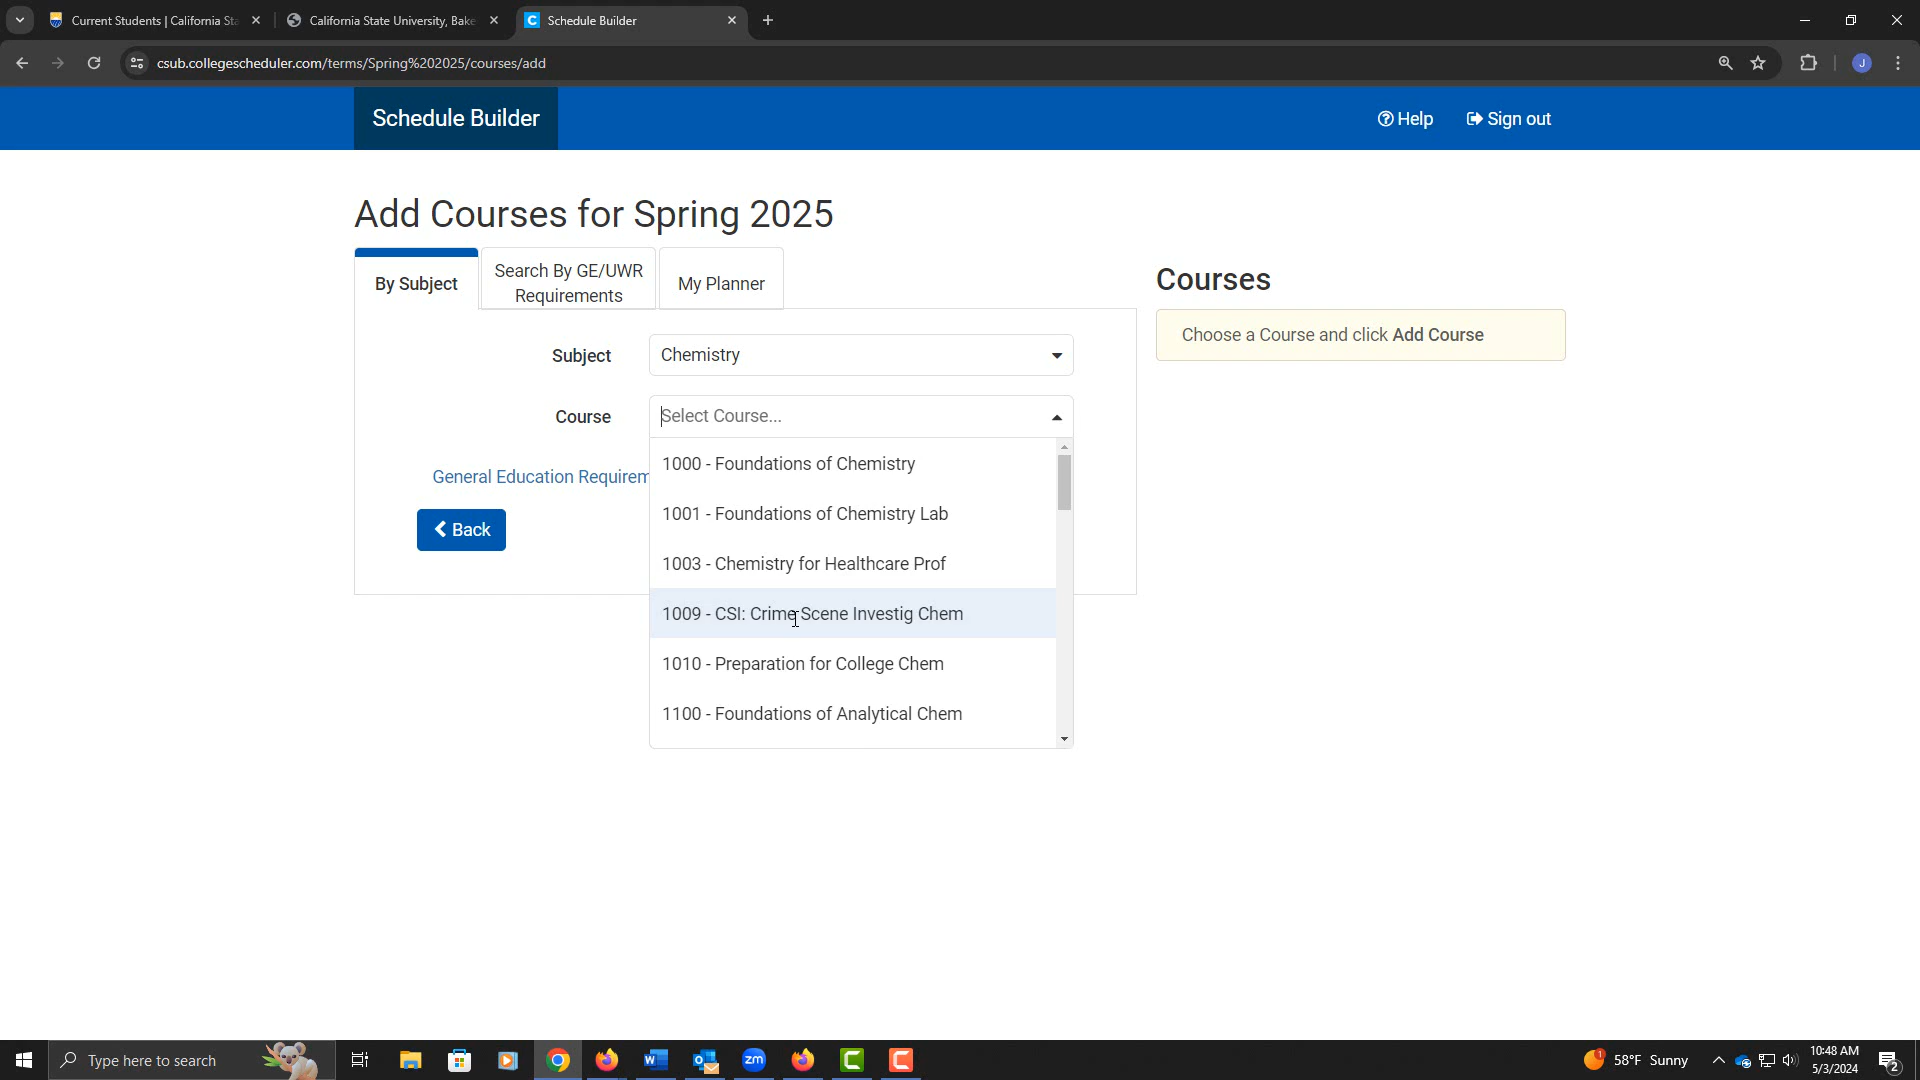 Current Students | California Sta
California State University, Bake
C Schedule Builder
csub.collegescheduler.com/terms/Spring%202025/courses/add
J
Schedule Builder
Help
Sign out
Add Courses for Spring 2025
By Subject
Search By GE/UWR
Requirements
My Planner
Courses
Choose a Course and click Add Course
Subject
Chemistry
Course
Select Course...
1000 - Foundations of Chemistry
General Education Requirem
1001 - Foundations of Chemistry Lab
Back
1003 - Chemistry for Healthcare Prof
1009 - CSI: Crime Scene Investig Chem
1010 - Preparation for College Chem
1100 - Foundations of Analytical Chem
Type here to search
zm
1
58°F Sunny
10:48 AM
5/3/2024
2